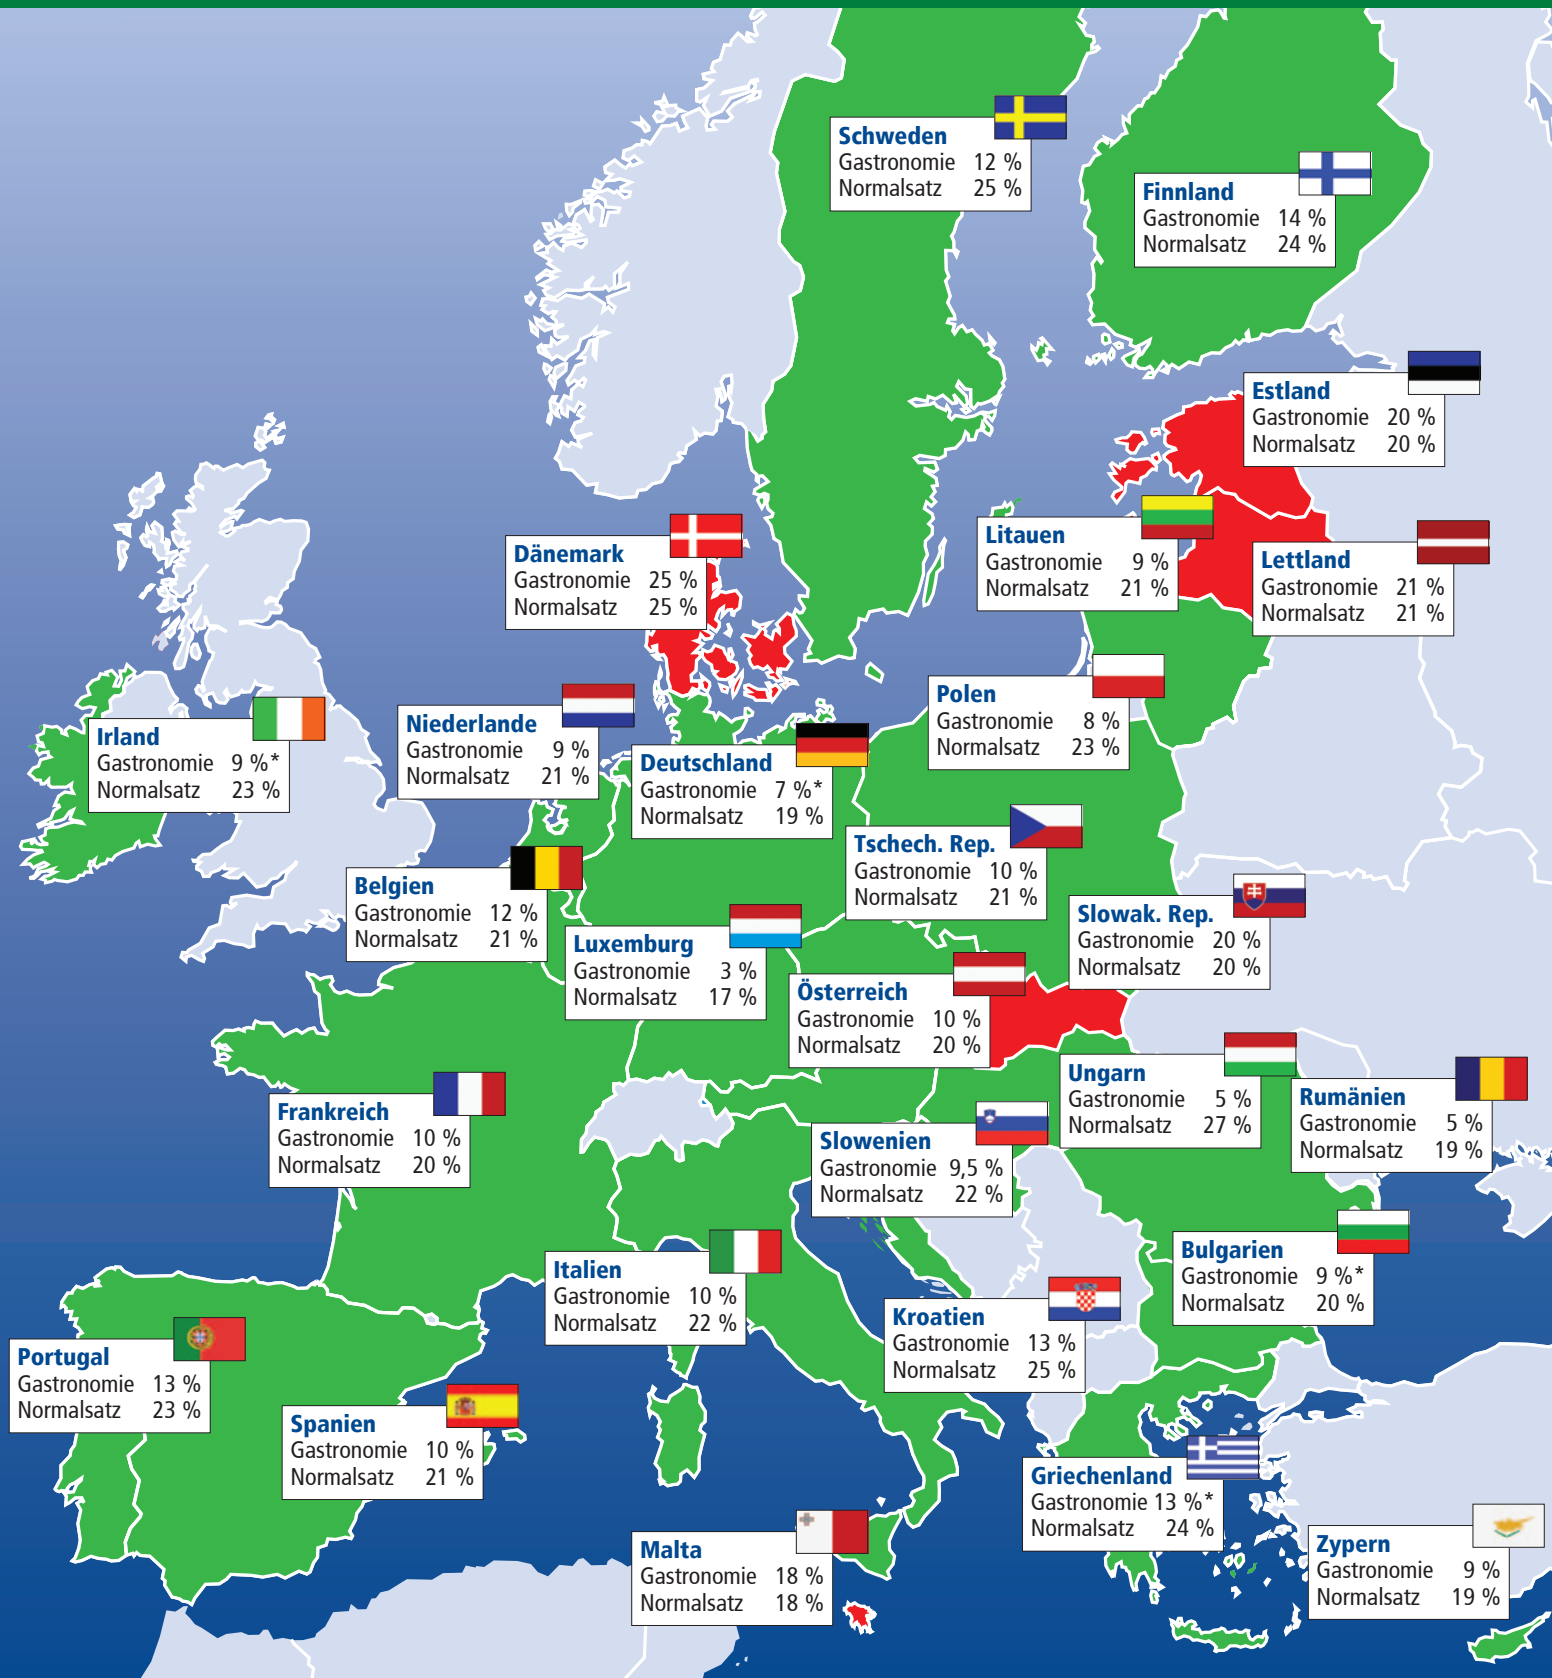 Schweden
Gastronomie 12 %
Normalsatz 25 %
Finnland
Gastronomie 14 %
Normalsatz 24 %
Estland
Gastronomie 20 %
Normalsatz 20 %
Litauen
Gastronomie 9 %
Normalsatz 21 %
Lettland
Gastronomie 21 %
Normalsatz 21 %
Dänemark
Gastronomie 25 %
Normalsatz 25 %
Polen
Gastronomie 8 %
Normalsatz 23 %
Irland
Gastronomie 9 %*
Normalsatz 23 %
Niederlande
Gastronomie 9 %
Normalsatz 21 %
Deutschland
Gastronomie 7 %*
Normalsatz 19 %
Tschech. Rep.
Gastronomie 10 %
Normalsatz 21 %
Belgien
Gastronomie 12 %
Normalsatz 21 %
Slowak. Rep.
Gastronomie 20 %
Normalsatz 20 %
Luxemburg
Gastronomie 3 %
Normalsatz 17 %
Österreich
Gastronomie 10 %
Normalsatz 20 %
Ungarn
Gastronomie 5 %
Normalsatz 27 %
Rumänien
Gastronomie 5 %
Normalsatz 19 %
Frankreich
Gastronomie 10 %
Normalsatz 20 %
Slowenien
Gastronomie 9,5 %
Normalsatz 22 %
Bulgarien
Gastronomie 9 %*
Normalsatz 20 %
Italien
Gastronomie 10 %
Normalsatz 22 %
Kroatien
Gastronomie 13 %
Normalsatz 25 %
Portugal
Gastronomie 13 %
Normalsatz 23 %
Spanien
Gastronomie 10 %
Normalsatz 21 %
Griechenland
Gastronomie 13 %*
Normalsatz 24 %
Malta
Gastronomie 18 %
Normalsatz 18 %
Zypern
Gastronomie 9 %
Normalsatz 19 %